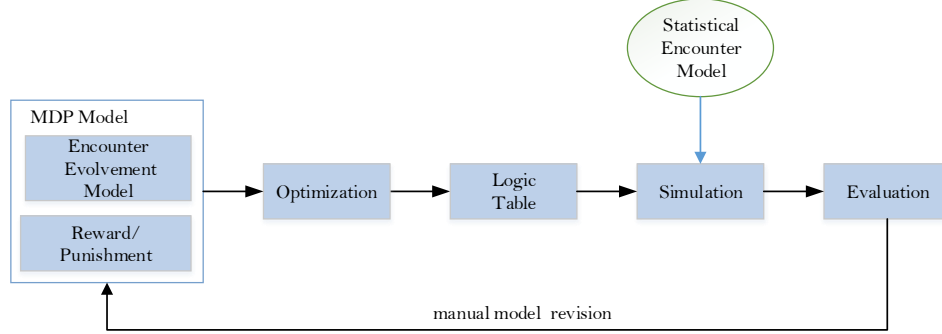 Statistical
Encounter
Model
MDP Model
Encounter
Evolvement
Model
Reward/
Punishment
Optimization
Logic
Table
Simulation
Evaluation
manual model revision